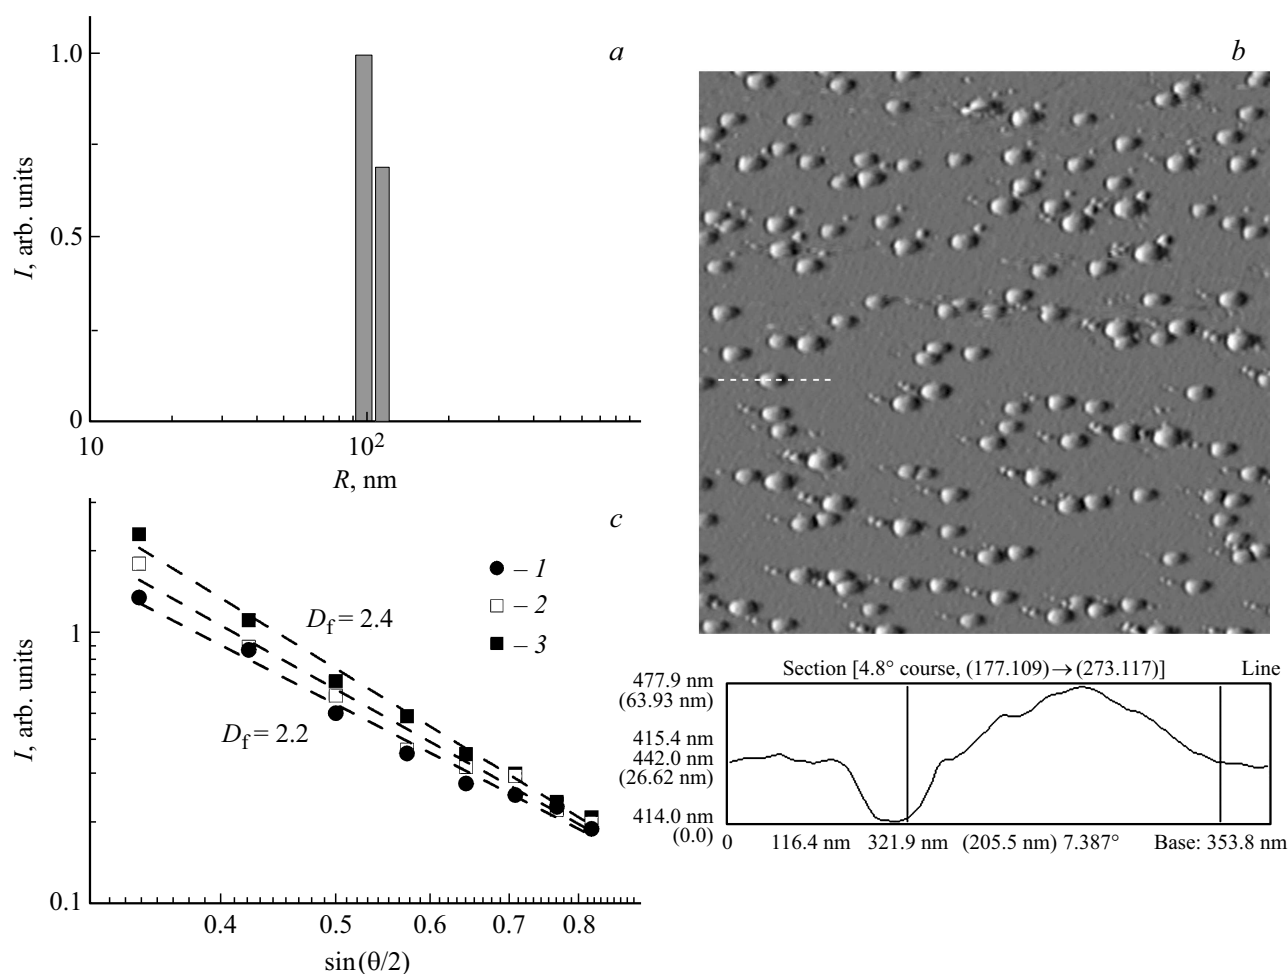 a
1.0
0.5
0
I, arb. units
10
10²
R, nm
b
c
– 1
– 2
– 3
D_f = 2.4
D_f = 2.2
1
0.1
I, arb. units
0.4
0.5
0.6
0.7
0.8
sin (θ/2)
Section [4.8° course, (177.109) → (273.117)]
Line
477.9 nm
(63.93 nm)
415.4 nm
442.0 nm
(26.62 nm)
414.0 nm
(0.0)
0
116.4 nm
321.9 nm
(205.5 nm) 7.387°
Base: 353.8 nm